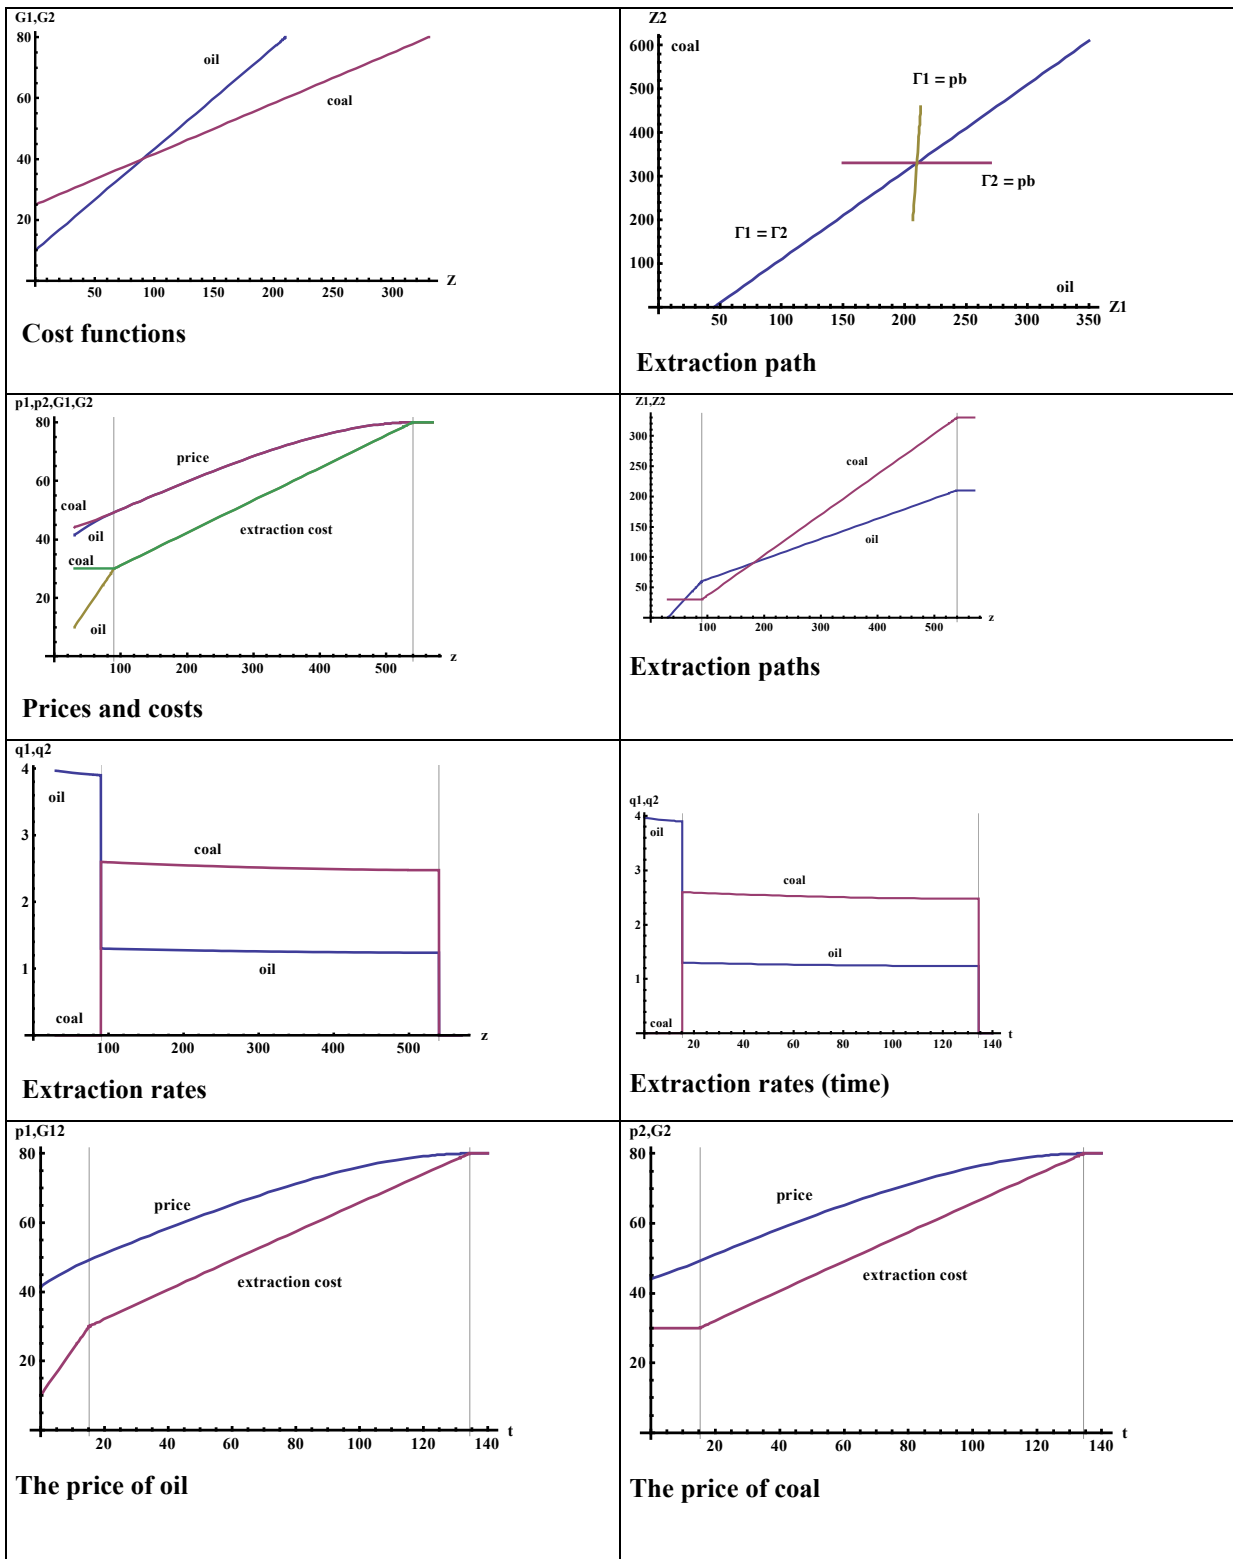 G1,G2
80
oil
coal
60
40
20
50 100 150 200 250 300 Z
Cost functions
Z2
600
coal
Γ1 = pb
500
400
300
Γ2 = pb
200
Γ1 = Γ2
100
oil
50 100 150 200 250 300 350 Z1
Extraction path
p1,p2,G1,G2
80
price
60
coal
extraction cost
oil
40
coal
20
oil
100 200 300 400 500 z
Prices and costs
Z1,Z2
300
coal
250
200
150
oil
100
50
100 200 300 400 500 z
Extraction paths
q1,q2
4
oil
3
coal
2
1
oil
coal
100 200 300 400 500 z
Extraction rates
q1,q2
4
oil
3
coal
2
oil
1
coal
20 40 60 80 100 120 140 t
Extraction rates (time)
p1,G12
80
price
60
extraction cost
40
20
20 40 60 80 100 120 140 t
The price of oil
p2,G2
80
price
60
extraction cost
40
20
20 40 60 80 100 120 140 t
The price of coal